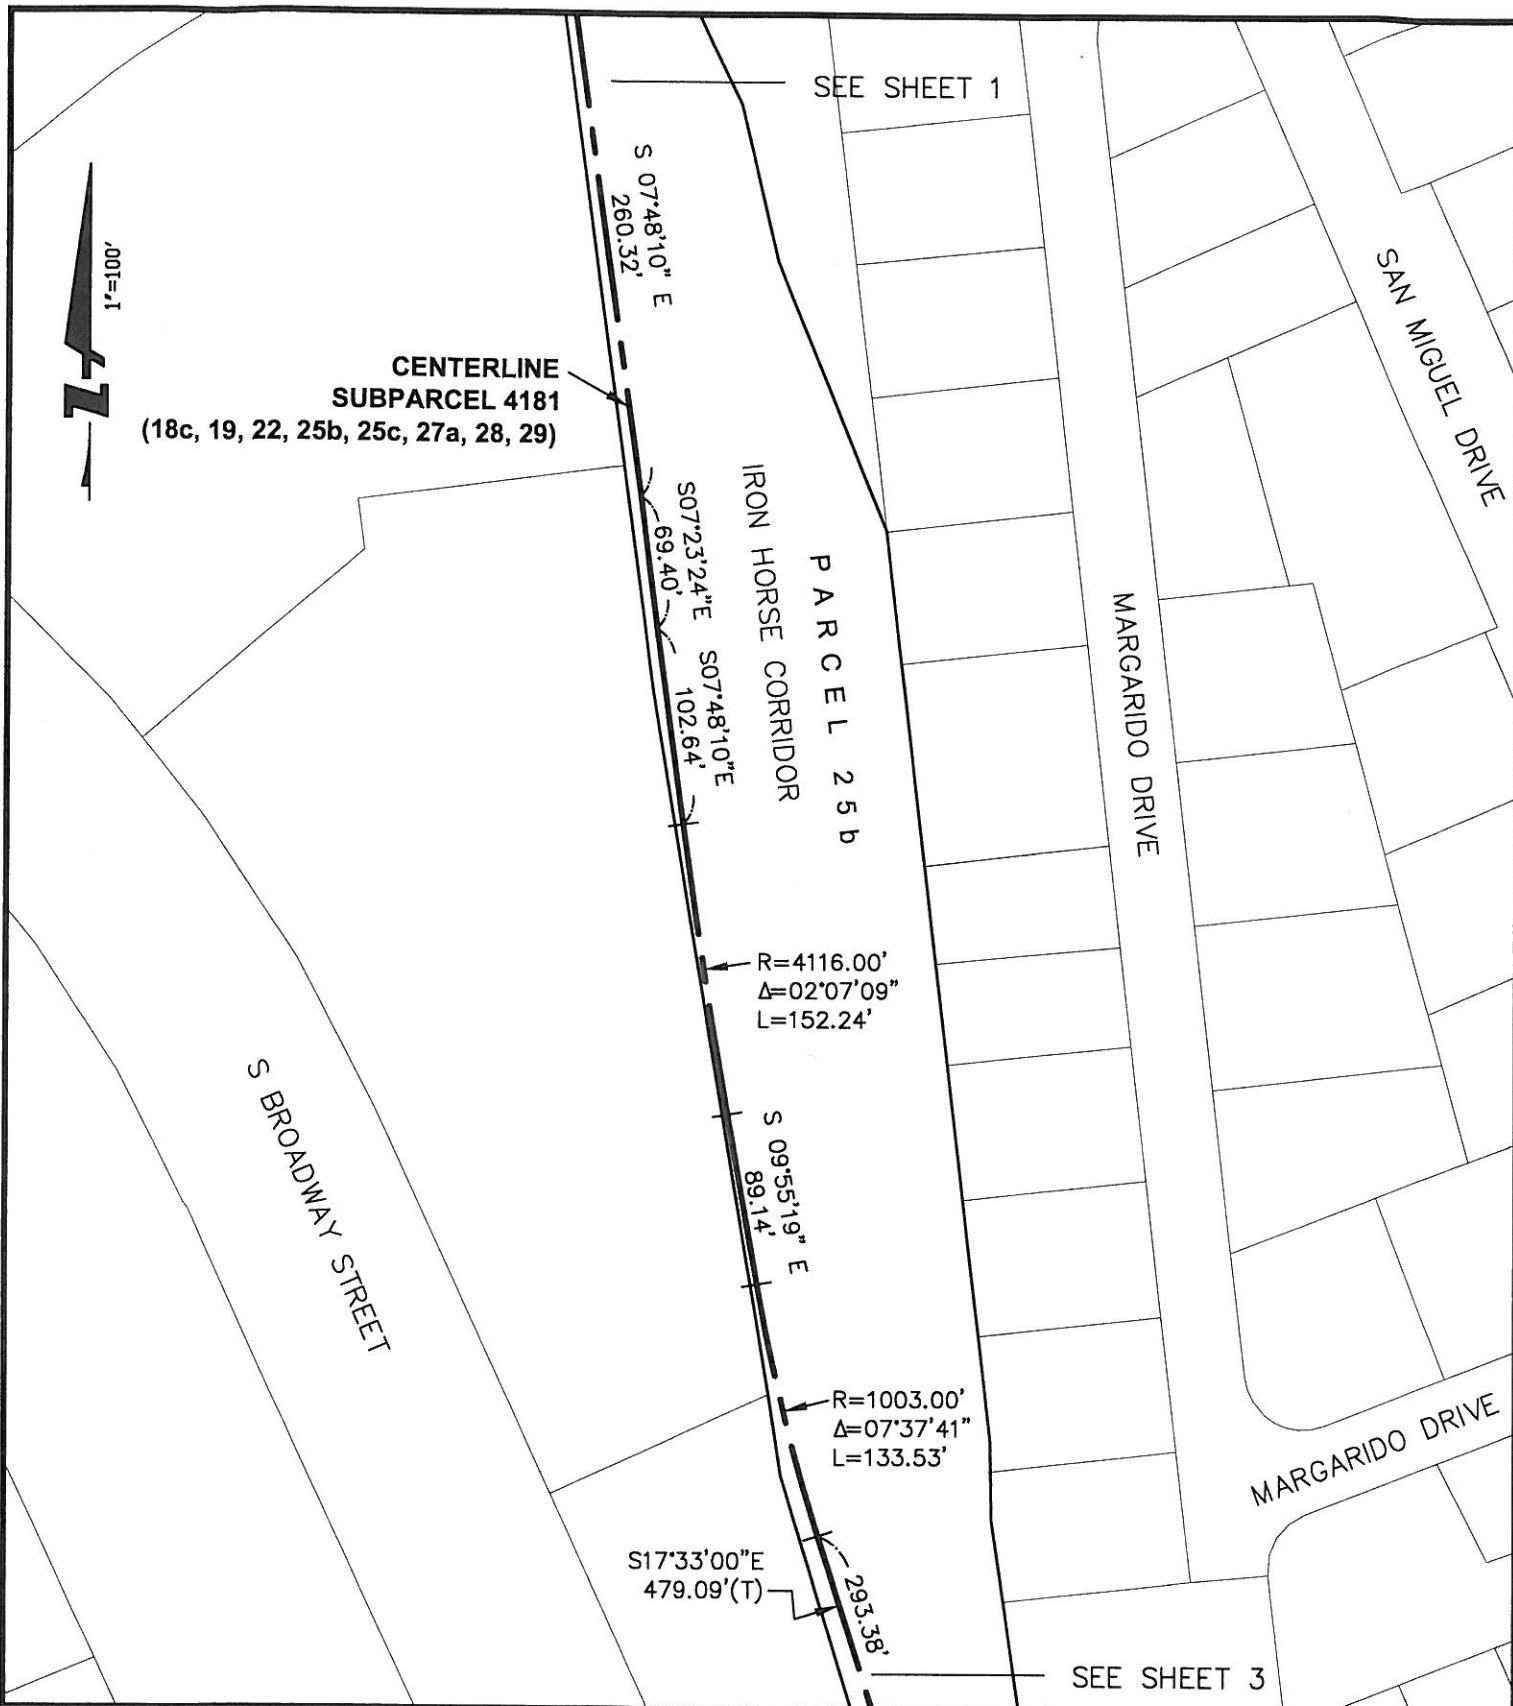 SEE SHEET 1
S 07°48'10" E
260.32'
1"=100'
CENTERLINE
SUBPARCEL 4181
(18c, 19, 22, 25b, 25c, 27a, 28, 29)
SAN MIGUEL DRIVE
S07°23'24"E
69.40'
IRON HORSE CORRIDOR
PARCEL 25b
MARGARIDO DRIVE
S07°48'10"E
102.64'
R=4116.00'
Δ=02°07'09"
L=152.24'
S BROADWAY STREET
S 09°55'19" E
89.14'
R=1003.00'
Δ=07°37'41"
L=133.53'
MARGARIDO DRIVE
S17°33'00"E
479.09'(T)
293.38'
SEE SHEET 3